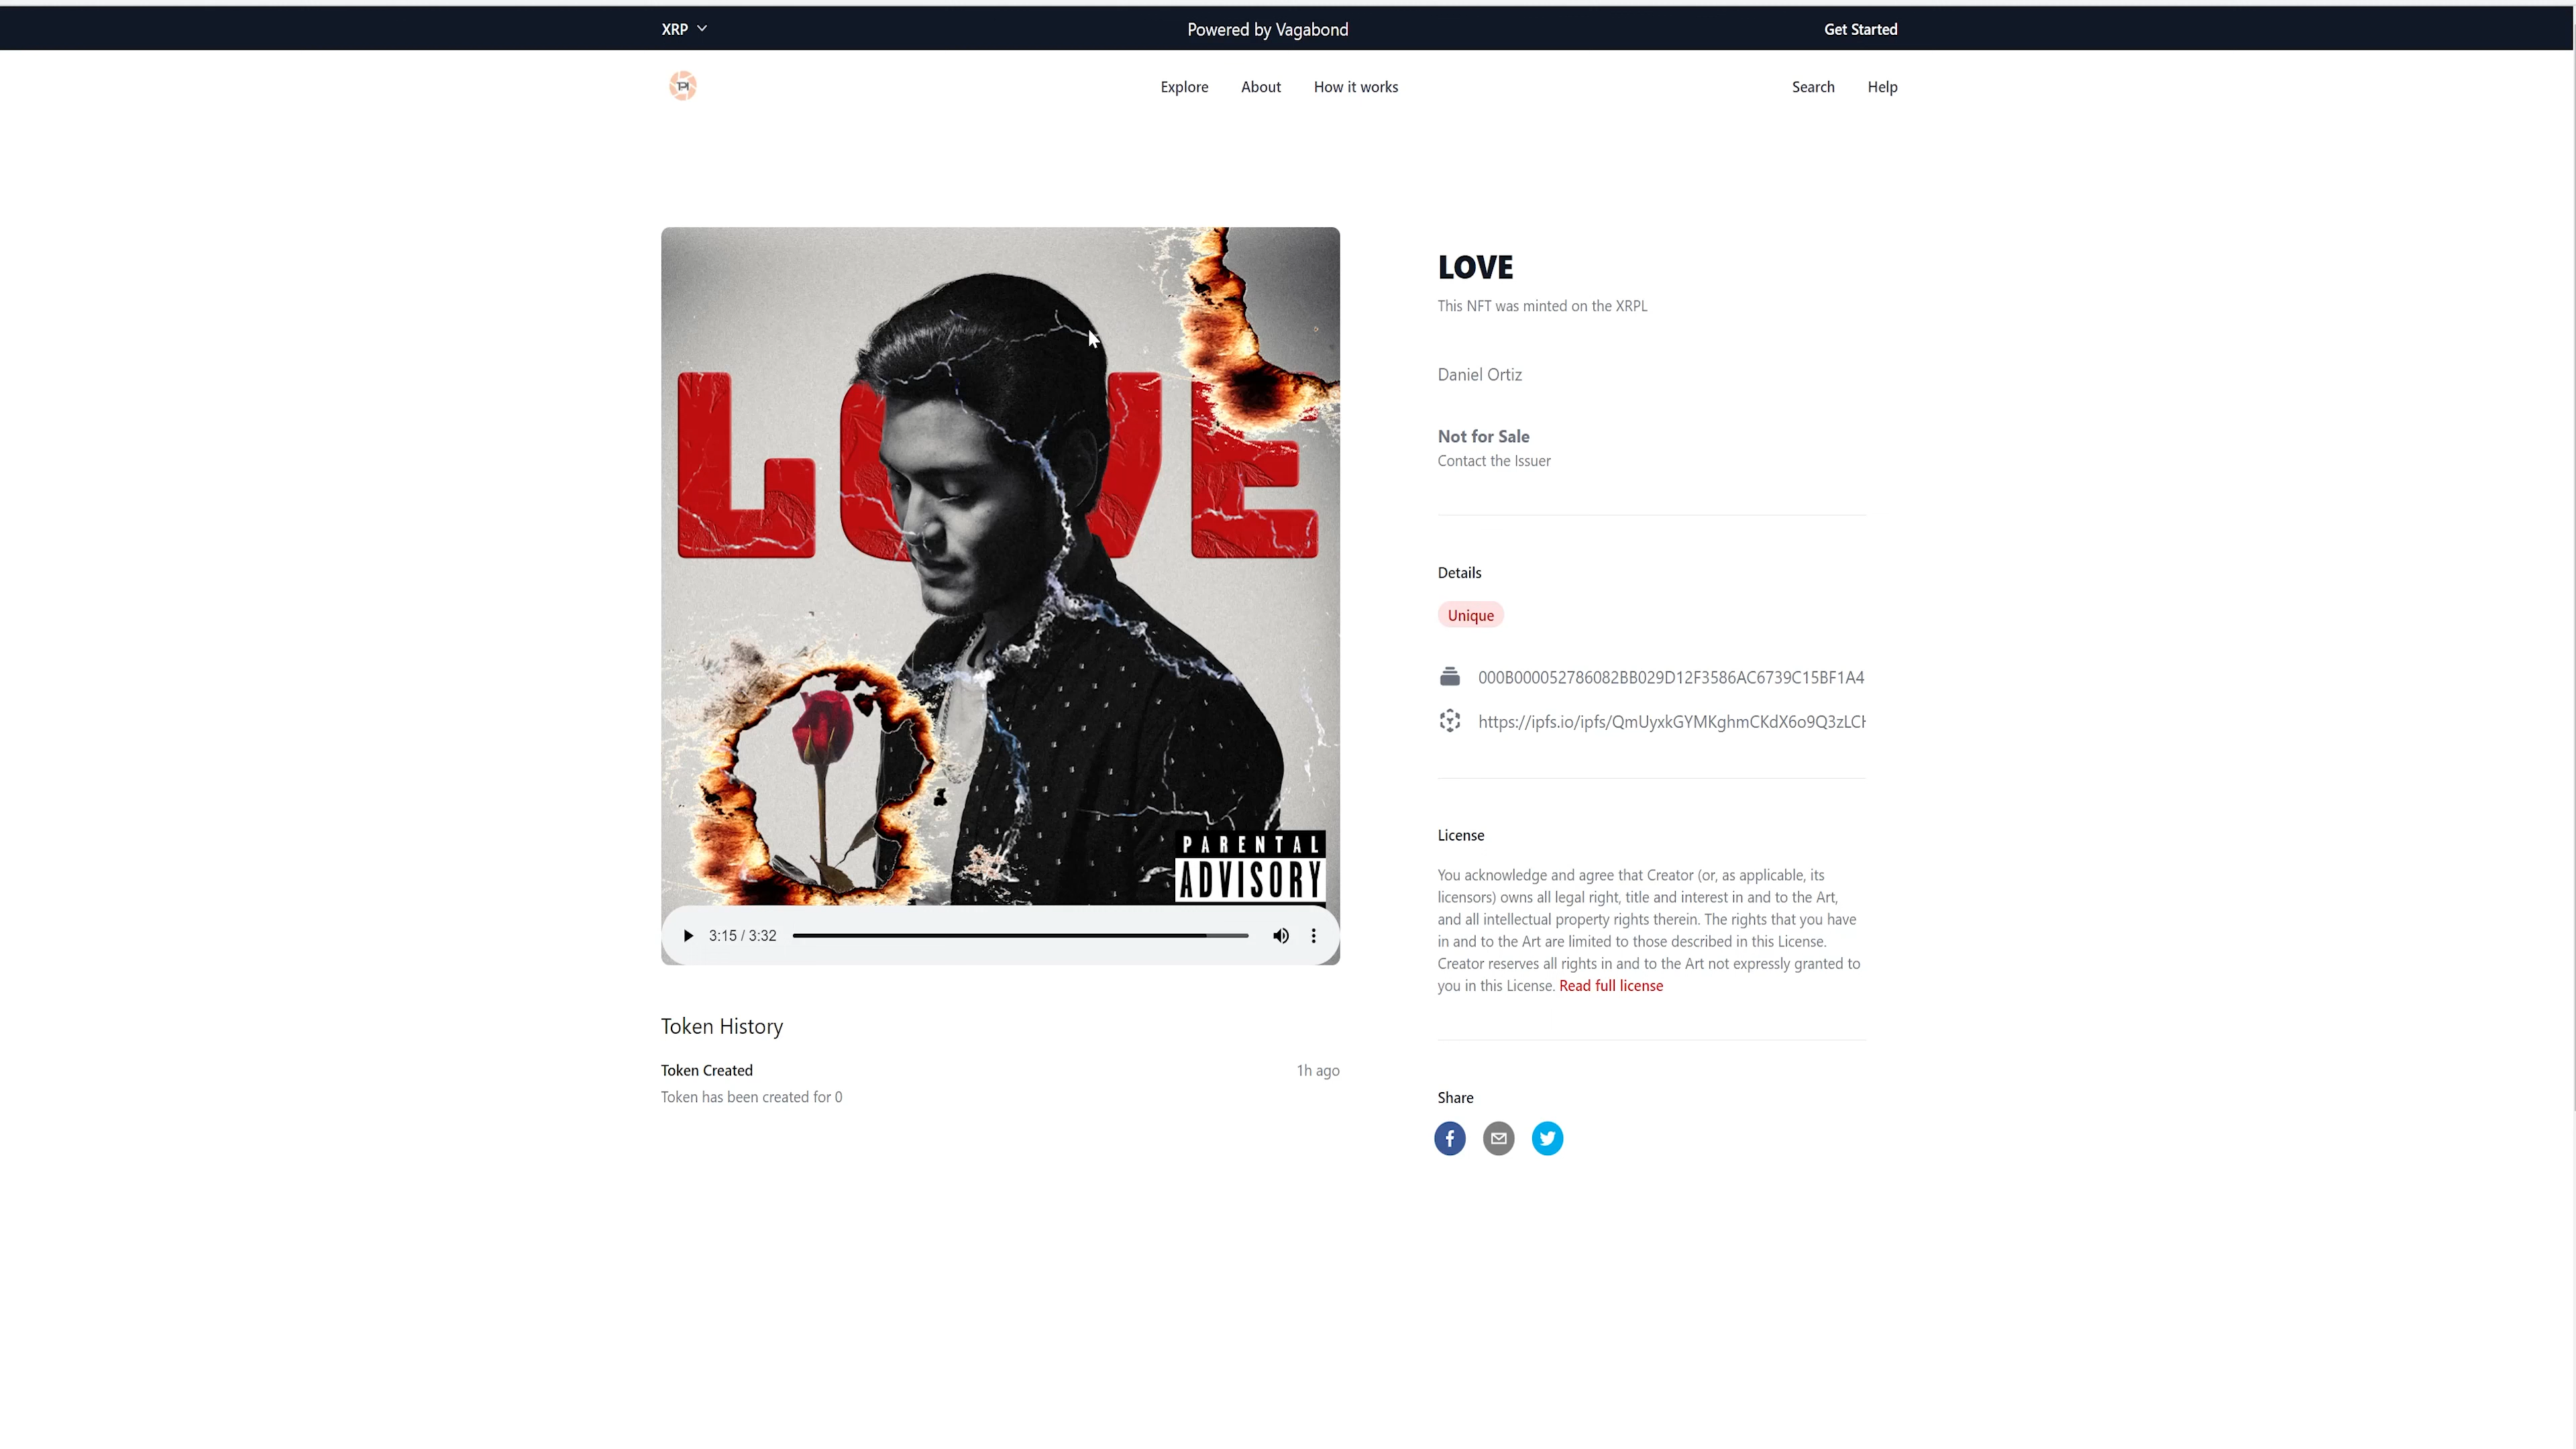 XRP
Powered by Vagabond
Get Started
Explore
About
How it works
Search
Help
LOVE
PARENTAL
ADVISORY
3:15 / 3:32
Token History
Token Created
1h ago
Token has been created for 0
LOVE
This NFT was minted on the XRPL
Daniel Ortiz
Not for Sale
Contact the Issuer
Details
Unique
000B000052786082BB029D12F3586AC6739C15BF1A4
https://ipfs.io/ipfs/QmUyxkGYMKghmCKdX6o9Q3zLC
License
You acknowledge and agree that Creator (or, as applicable, its
licensors) owns all legal right, title and interest in and to the Art,
and all intellectual property rights therein. The rights that you have
in and to the Art are limited to those described in this License.
Creator reserves all rights in and to the Art not expressly granted to
you in this License. Read full license
Share